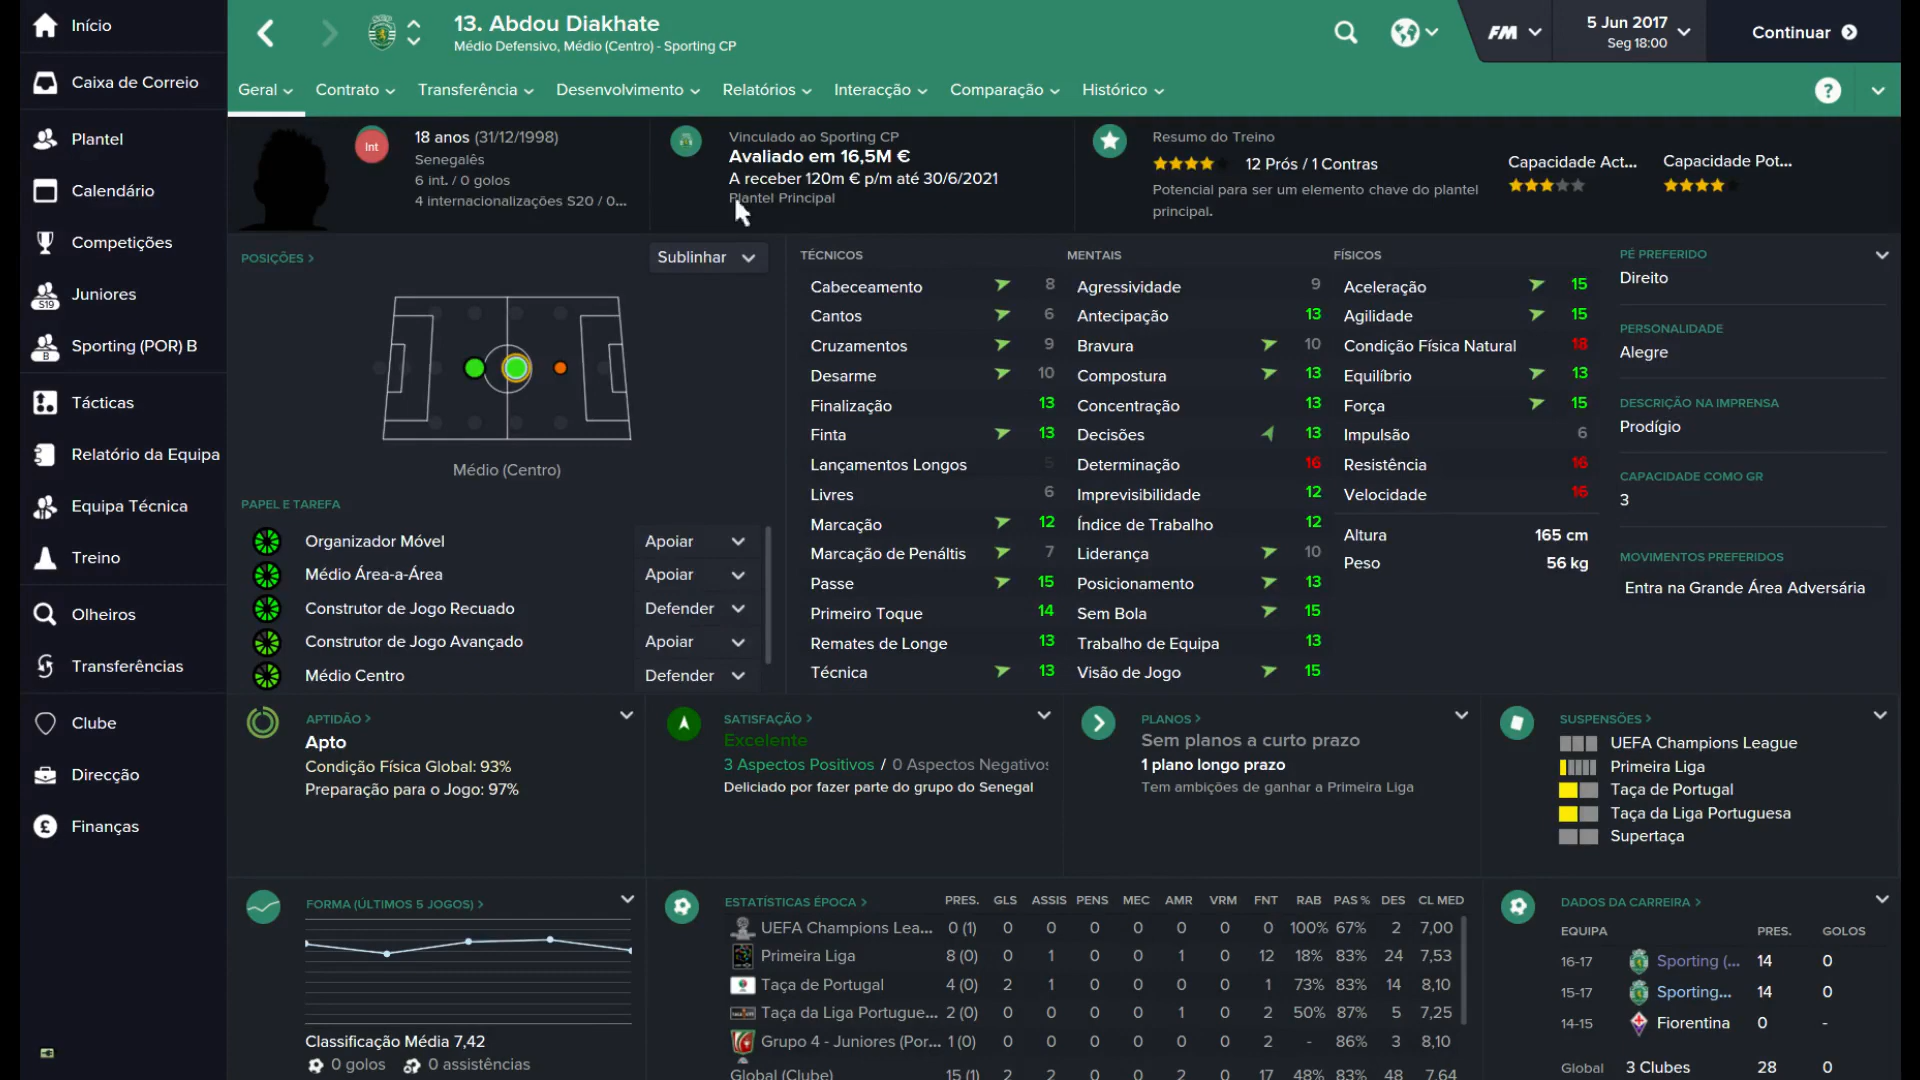 Início
Caixa de Correio
Plantel
Calendário
Competições
S19
Juniores
B
Sporting (POR) B
Tácticas
Relatório da Equipa
Equipa Técnica
Treino
Olheiros
Transferências
Clube
Direcção
Finanças
13. Abdou Diakhate
Médio Defensivo, Médio (Centro) - Sporting CP
FM
5 Jun 2017
Seg 18:00
Continuar
Geral
Contrato
Transferência
Desenvolvimento
Relatórios
Interacção
Comparação
Histórico
?
Int
18 anos (31/12/1998)
Senegalês
6 int. / 0 golos
4 internacionalizações S20 / 0...
Vinculado ao Sporting CP
Avaliado em 16,5M €
A receber 120m € p/m até 30/6/2021
Plantel Principal
Resumo do Treino
12 Prós / 1 Contras
Potencial para ser um elemento chave do plantel
principal.
Capacidade Act...
Capacidade Pot...
POSIÇÕES >
Sublinhar
Médio (Centro)
PAPEL E TAREFA
Organizador Móvel Apoiar
Médio Área-a-Área Apoiar
Construtor de Jogo Recuado Defender
Construtor de Jogo Avançado Apoiar
Médio Centro Defender
TÉCNICOS
Cabeceamento 8
Cantos 6
Cruzamentos 9
Desarme 10
Finalização 13
Finta 13
Lançamentos Longos 5
Livres 6
Marcação 12
Marcação de Penáltis 7
Passe 15
Primeiro Toque 14
Remates de Longe 13
Técnica 13
MENTAIS
Agressividade 9
Antecipação 13
Bravura 10
Compostura 13
Concentração 13
Decisões 13
Determinação 16
Imprevisibilidade 12
Índice de Trabalho 12
Liderança 10
Posicionamento 13
Sem Bola 15
Trabalho de Equipa 13
Visão de Jogo 15
FÍSICOS
Aceleração 15
Agilidade 15
Condição Física Natural 18
Equilíbrio 13
Força 15
Impulsão 6
Resistência 16
Velocidade 16
Altura 165 cm
Peso 56 kg
PÉ PREFERIDO
Direito
PERSONALIDADE
Alegre
DESCRIÇÃO NA IMPRENSA
Prodígio
CAPACIDADE COMO GR
3
MOVIMENTOS PREFERIDOS
Entra na Grande Área Adversária
APTIDÃO >
Apto
Condição Física Global: 93%
Preparação para o Jogo: 97%
SATISFAÇÃO >
Excelente
3 Aspectos Positivos / 0 Aspectos Negativos
Deliciado por fazer parte do grupo do Senegal
PLANOS >
Sem planos a curto prazo
1 plano longo prazo
Tem ambições de ganhar a Primeira Liga
SUSPENSÕES >
UEFA Champions League
Primeira Liga
Taça de Portugal
Taça da Liga Portuguesa
Supertaça
FORMA (ÚLTIMOS 5 JOGOS) >
Classificação Média 7,42
0 golos 0 assistências
ESTATÍSTICAS ÉPOCA > PRES. GLS ASSIS PENS MEC AMR VRM FNT RAB PAS % DES CL MED
UEFA Champions Lea... 0 (1) 0 0 0 0 0 0 0 100% 67% 2 7,00
Primeira Liga 8 (0) 0 1 0 0 1 0 12 18% 83% 24 7,53
Taça de Portugal 4 (0) 2 1 0 0 0 0 1 73% 83% 14 8,10
Taça da Liga Portugue... 2 (0) 0 0 0 0 1 0 2 50% 87% 5 7,25
Grupo 4 - Juniores (Por... 1 (0) 0 0 0 0 0 0 2 - 86% 3 8,10
Global (Clube) 15 (1) 2 2 0 0 2 0 17 48% 83% 48 7,64
DADOS DA CARREIRA >
EQUIPA PRES. GOLOS
16-17 Sporting (... 14 0
15-17 Sporting... 14 0
14-15 Fiorentina 0 -
Global 3 Clubes 28 0